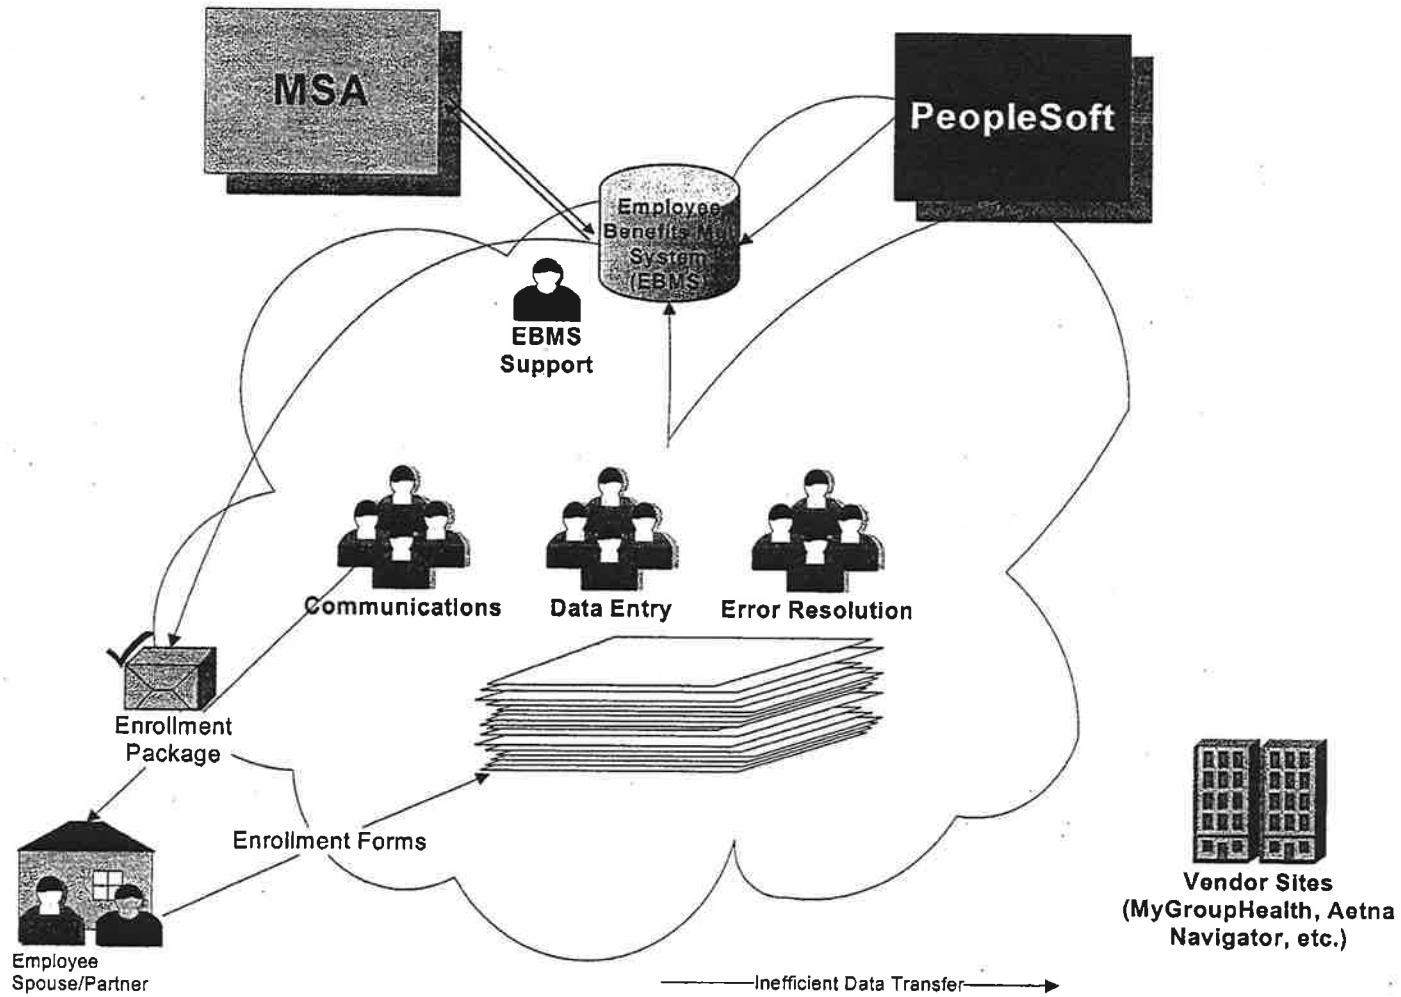 MSA
PeopleSoft
Employee
Benefits Mgt
System
(EBMS)
EBMS
Support
Communications
Data Entry
Error Resolution
Enrollment
Package
Enrollment Forms
Employee
Spouse/Partner
Vendor Sites
(MyGroupHealth, Aetna
Navigator, etc.)
Inefficient Data Transfer